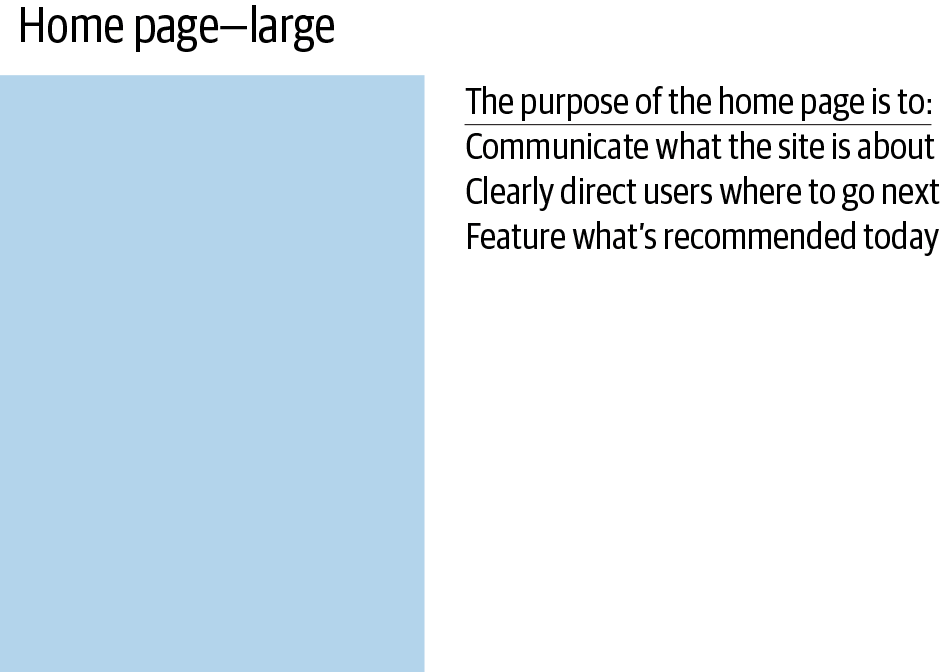 Home page—large
The purpose of the home page is to:
Communicate what the site is about
Clearly direct users where to go next
Feature what’s recommended today